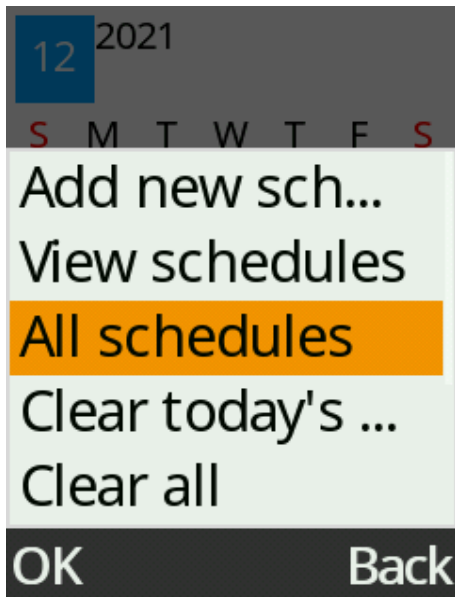 12 2021
S M T W T F S
Add new sch...
View schedules
All schedules
Clear today's ...
Clear all
OK Back